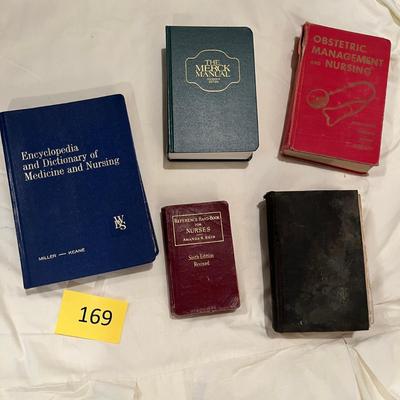 THE
MERCK
MANUAL
OBSTETRIC
MANAGEMENT
AND NURSING
Encyclopedia
and Dictionary of
Medicine and Nursing
WBS
MILLER — KEANE
REFERENCE HAND-BOOK
FOR
NURSES
AMANDA K. BECK
Sixth Edition
Revised
169